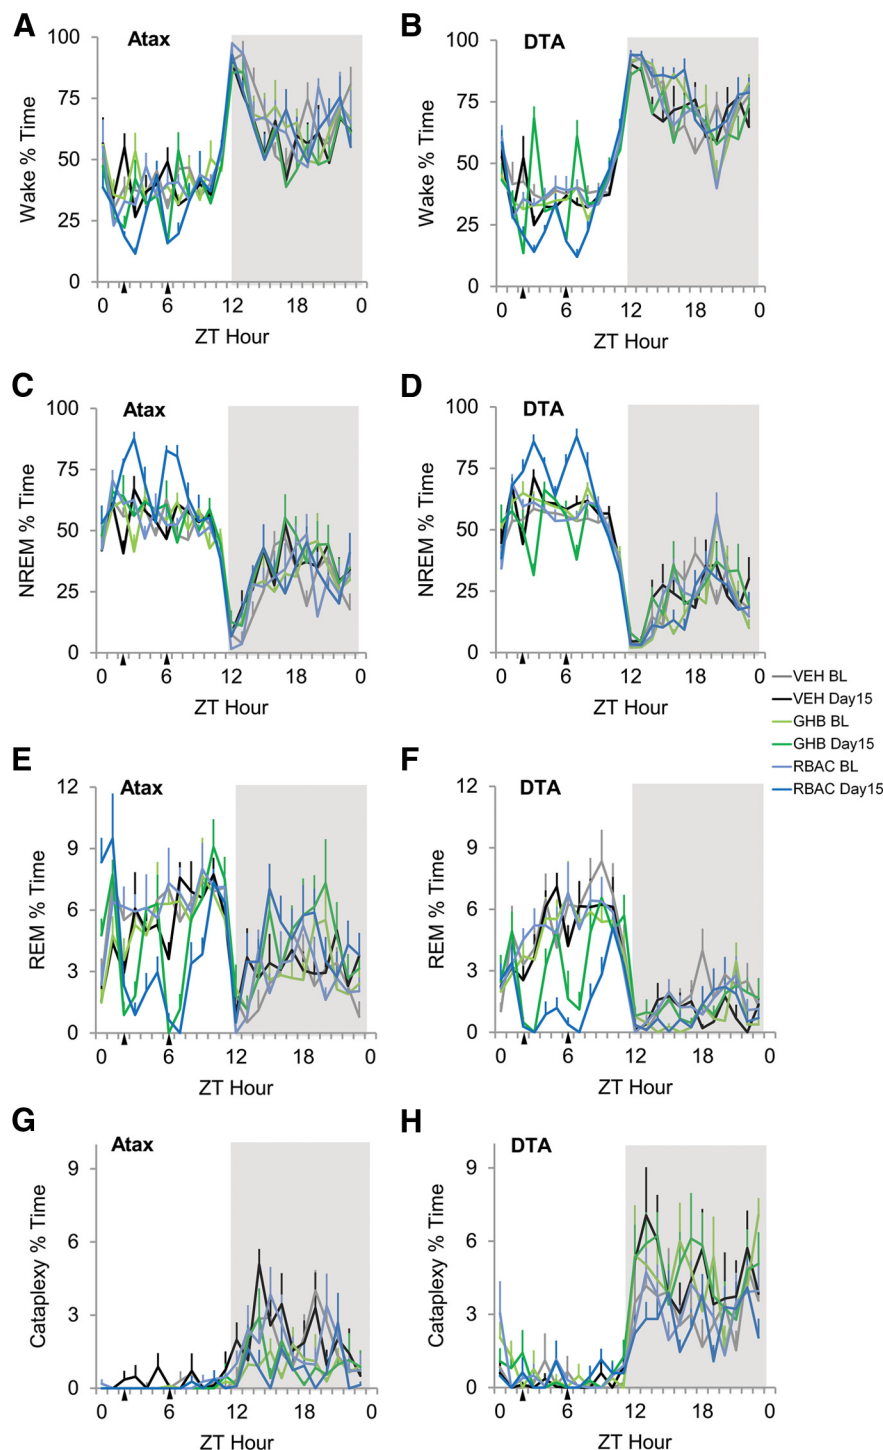 A
Atax
100
75
50
25
0
Wake % Time
0 6 12 18 0
ZT Hour
B
DTA
100
75
50
25
0
Wake % Time
0 6 12 18 0
ZT Hour
C
Atax
100
75
50
25
0
NREM % Time
0 6 12 18 0
ZT Hour
D
DTA
100
75
50
25
0
NREM % Time
0 6 12 18 0
ZT Hour
VEH BL
VEH Day15
GHB BL
GHB Day15
RBAC BL
RBAC Day15
E
Atax
12
9
6
3
0
REM % Time
0 6 12 18 0
ZT Hour
F
DTA
12
9
6
3
0
REM % Time
0 6 12 18 0
ZT Hour
G
Atax
9
6
3
0
Cataplexy % Time
0 6 12 18 0
ZT Hour
H
DTA
9
6
3
0
Cataplexy % Time
0 6 12 18 0
ZT Hour